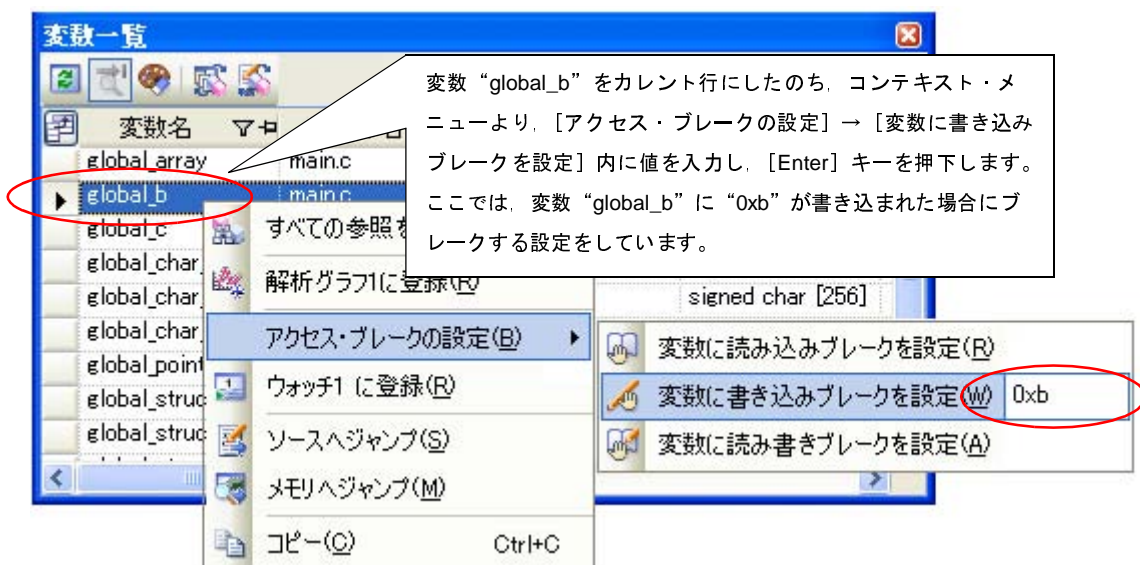 変数一覧
変数“global_b”をカレント行にしたのち，コンテキスト・メ
ニューより，［アクセス・ブレークの設定］→［変数に書き込み
ブレークを設定］内に値を入力し，［Enter］キーを押下します。
ここでは，変数“global_b”に“0xb”が書き込まれた場合にブ
レークする設定をしています。
変数名
global_array main.c
global_b main.c
global_c
global_char_
global_char_
signed char [256]
global_char_
global_point
global_struc
global_struc
すべての参照を
解析グラフ1に登録(R)
アクセス・ブレークの設定(B)
ウォッチ1 に登録(R)
ソースへジャンプ(S)
メモリへジャンプ(M)
コピー(C) Ctrl+C
変数に読み込みブレークを設定(R)
変数に書き込みブレークを設定(W) 0xb
変数に読み書きブレークを設定(A)